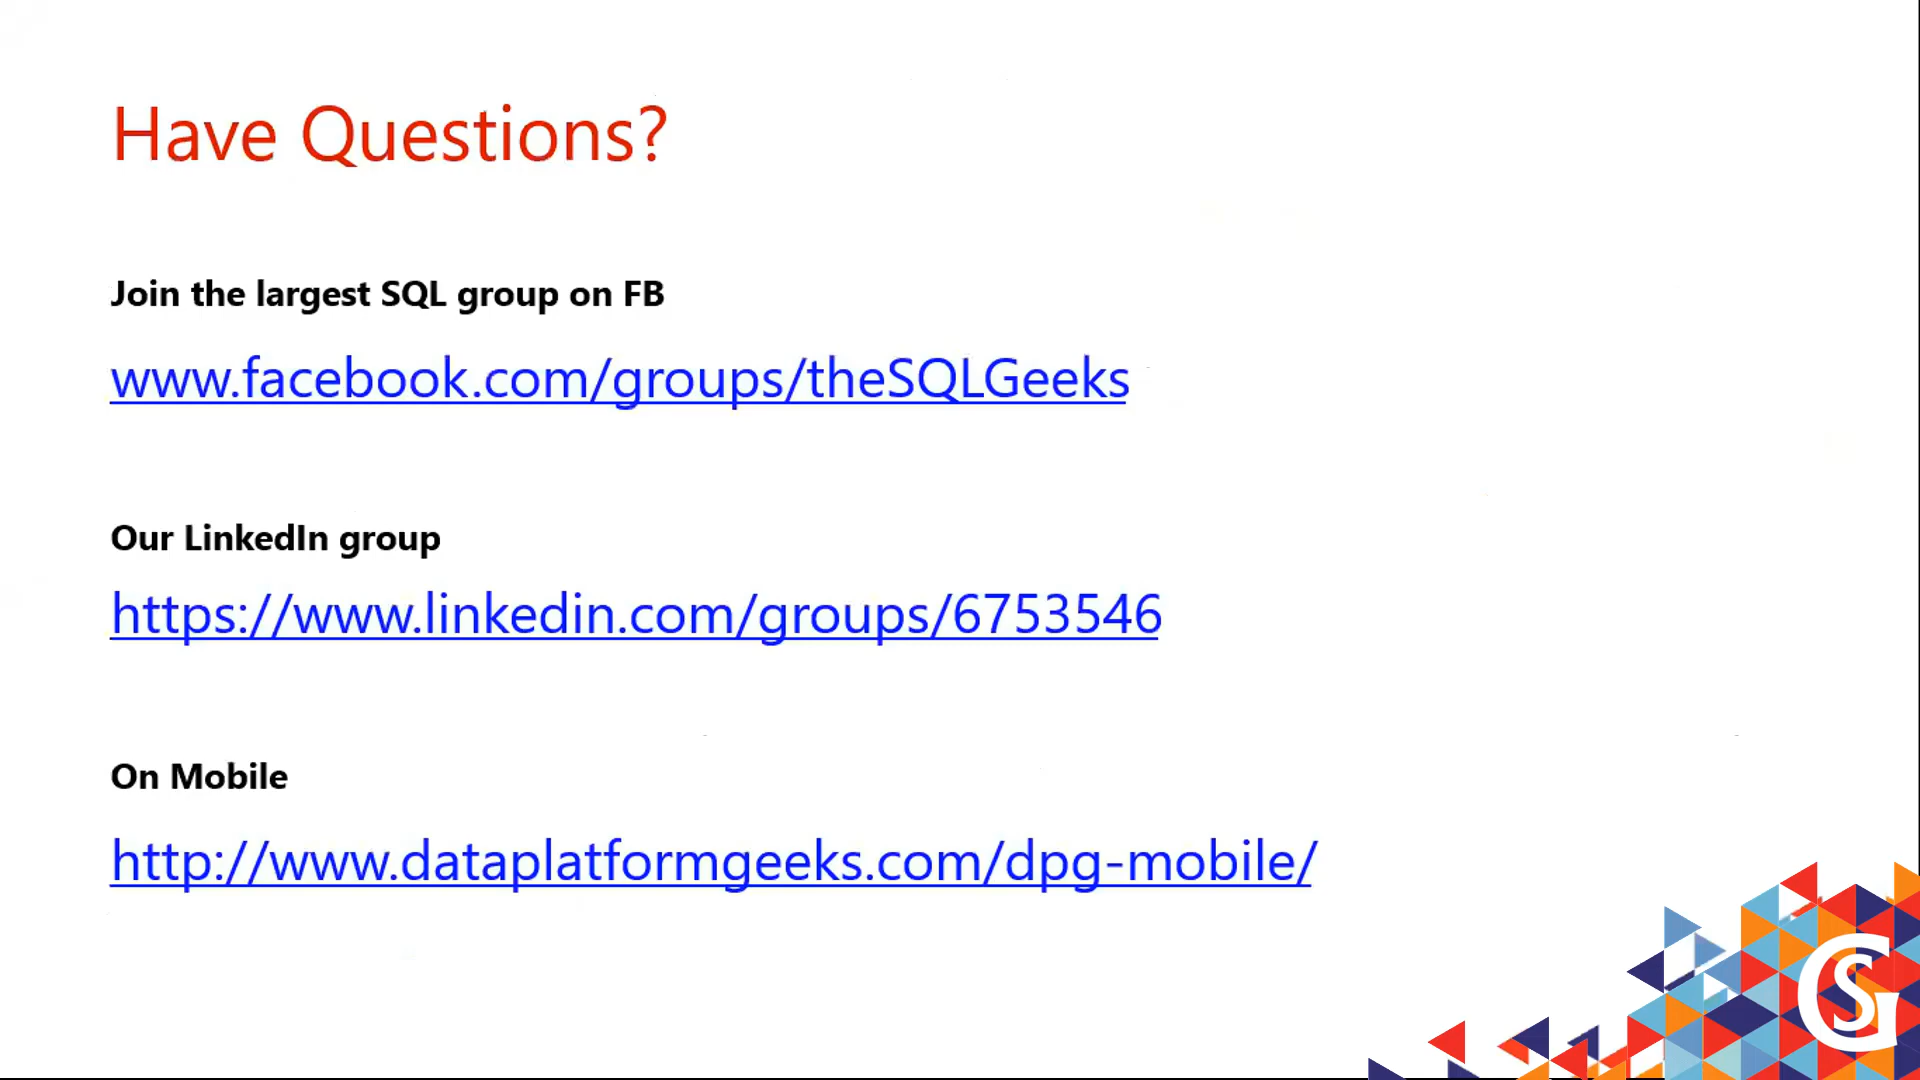 Have Questions?
Join the largest SQL group on FB
www.facebook.com/groups/theSQLGeeks
Our LinkedIn group
https://www.linkedin.com/groups/6753546
On Mobile
http://www.dataplatformgeeks.com/dpg-mobile/
SG